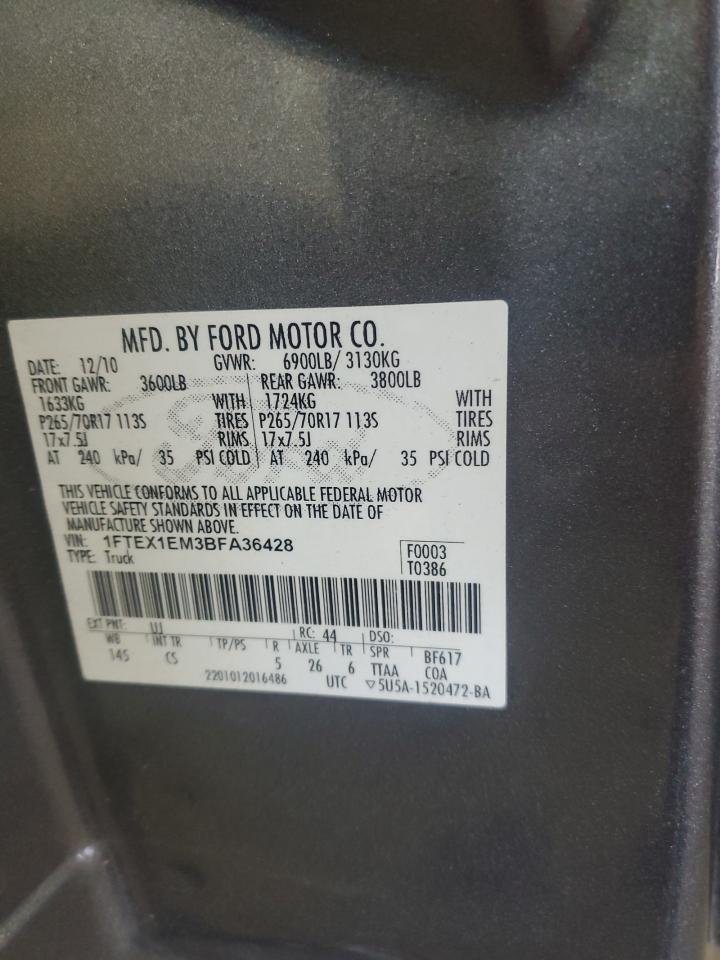 MFD. BY FORD MOTOR CO.
DATE: 12/10 GVWR: 6900LB/ 3130KG
FRONT GAWR: 3600LB REAR GAWR: 3800LB
1633KG WITH 1724KG WITH
P265/70R17 113S TIRES P265/70R17 113S TIRES
17x7.5J RIMS 17x7.5J RIMS
AT 240 kPa/ 35 PSI COLD AT 240 kPa/ 35 PSI COLD
THIS VEHICLE CONFORMS TO ALL APPLICABLE FEDERAL MOTOR
VEHICLE SAFETY STANDARDS IN EFFECT ON THE DATE OF
MANUFACTURE SHOWN ABOVE.
VIN: 1FTEX1EM3BFA36428 F0003
TYPE: Truck T0386
EXT PNT: UJ RC: 44 DSO:
WB INT TR TP/PS R AXLE TR SPR BF617
145 CS 5 26 6 TTAA COA
2201012016486 UTC ▽5U5A-1520472-BA